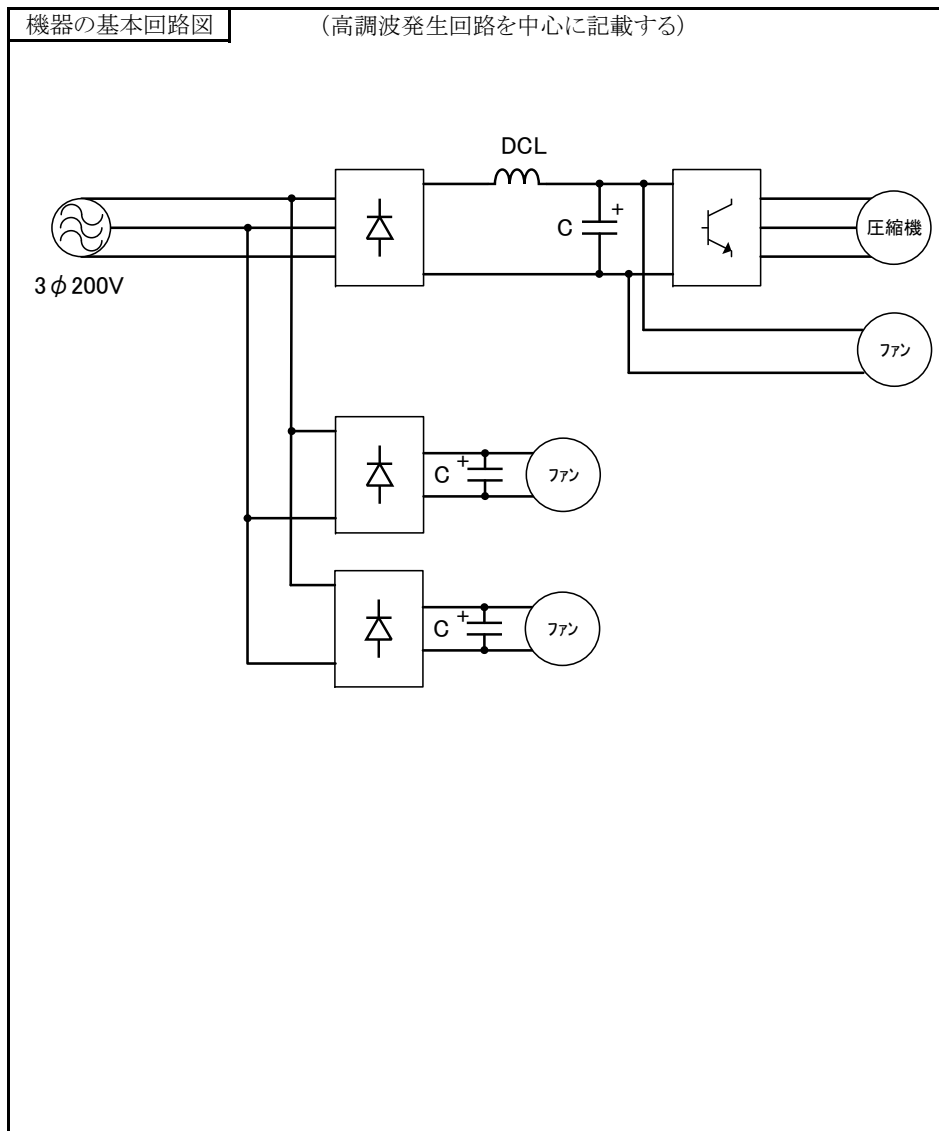 機器の基本回路図
(高調波発生回路を中心に記載する)
DCL
C +
圧縮機
3φ200V
ファン
C +
ファン
C +
ファン